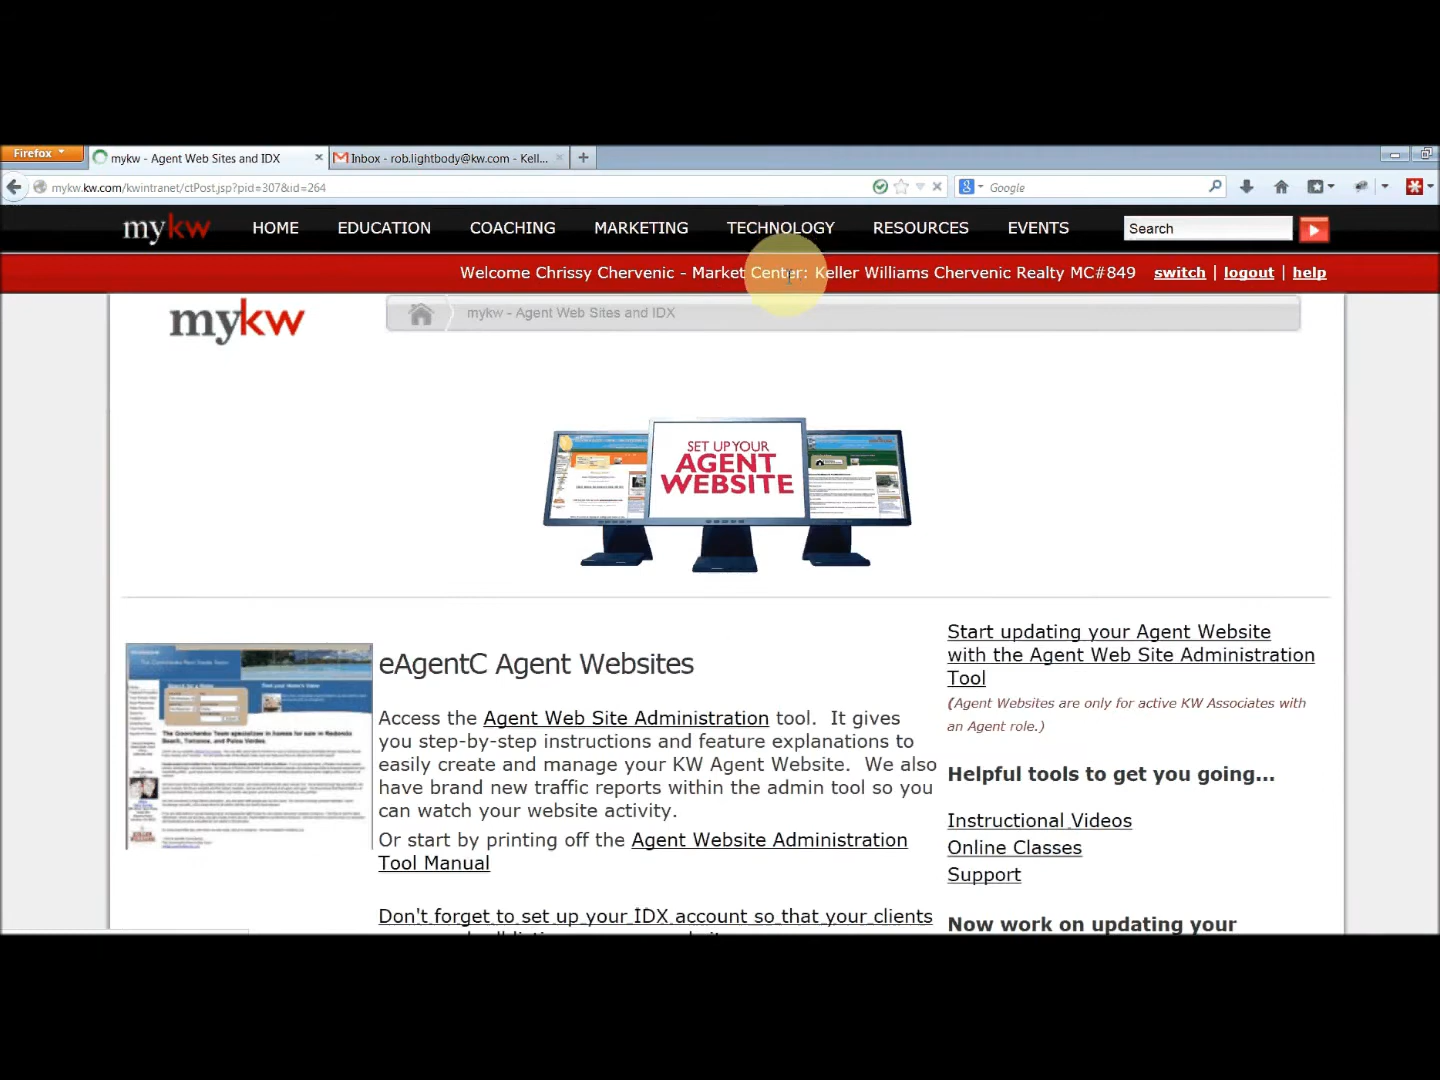 Firefox
mykw - Agent Web Sites and IDX
Inbox - rob.lightbody@kw.com - Kell...
mykw.kw.com/kwintranet/ctPost.jsp?pid=307&id=264
Google
mykw HOME EDUCATION COACHING MARKETING TECHNOLOGY RESOURCES EVENTS Search
Welcome Chrissy Chervenic - Market Center: Keller Williams Chervenic Realty MC#849 switch | logout | help
mykw
mykw - Agent Web Sites and IDX
SET UP YOUR
AGENT
WEBSITE
eAgentC Agent Websites
Access the Agent Web Site Administration tool. It gives
you step-by-step instructions and feature explanations to
easily create and manage your KW Agent Website. We also
have brand new traffic reports within the admin tool so you
can watch your website activity.
Or start by printing off the Agent Website Administration
Tool Manual
Don't forget to set up your IDX account so that your clients
Start updating your Agent Website
with the Agent Web Site Administration
Tool
(Agent Websites are only for active KW Associates with
an Agent role.)
Helpful tools to get you going...
Instructional Videos
Online Classes
Support
Now work on updating your